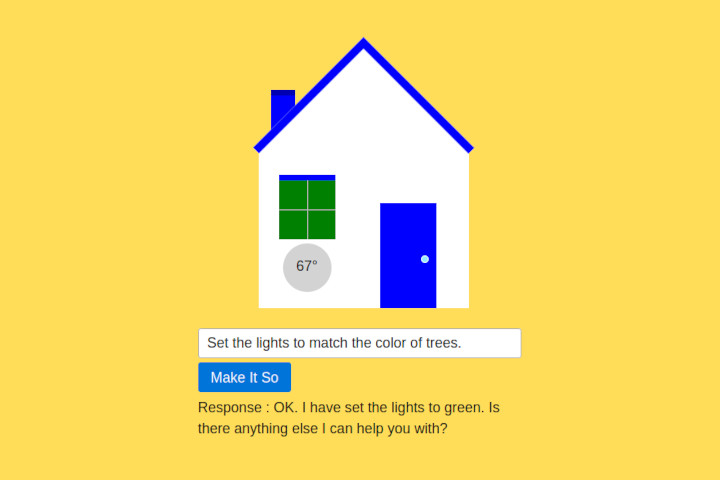 67°
Set the lights to match the color of trees.
Make It So
Response : OK. I have set the lights to green. Is
there anything else I can help you with?